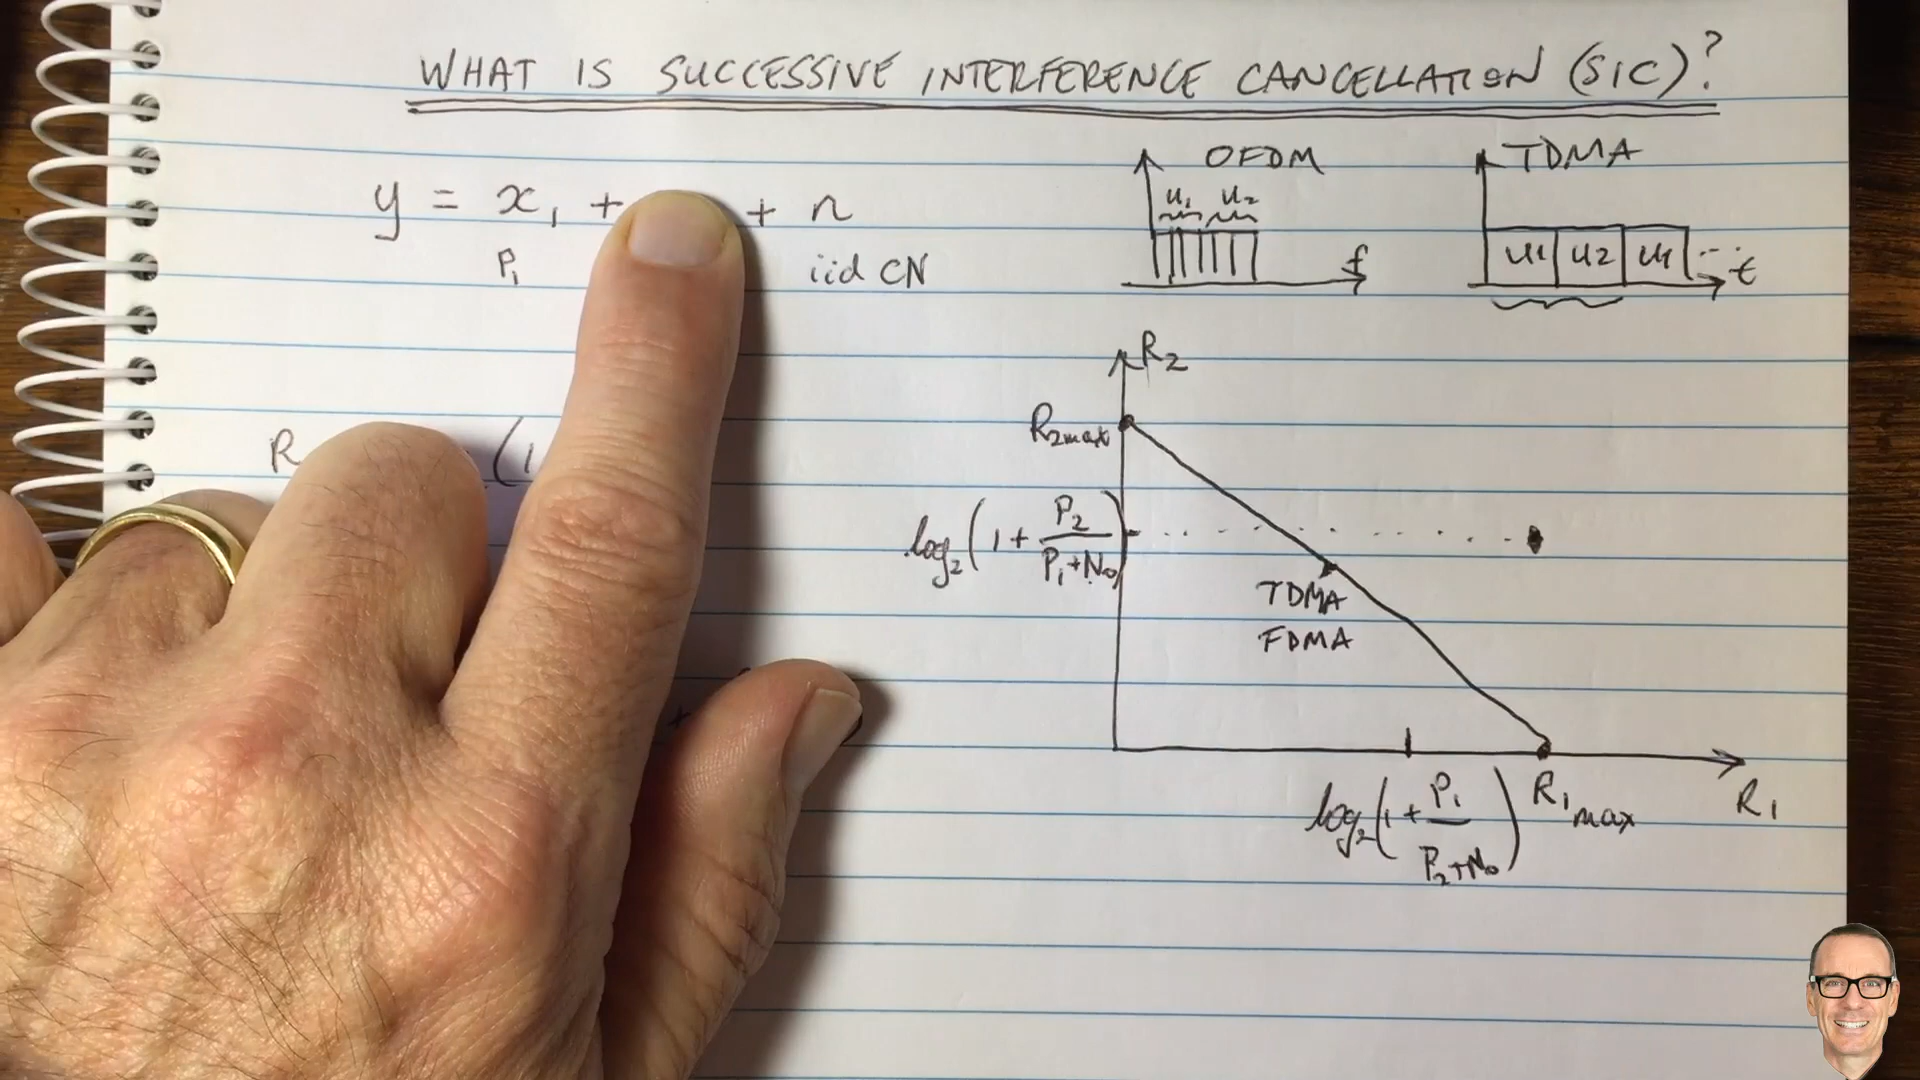 WHAT IS SUCCESSIVE INTERFERENCE CANCELLATION (SIC)?
y = x₁ + + n
P₁ iid CN
R (1
+
OFDM
u₁ u₂
f
TDMA
u1 u2 u1 ...
t
R₂
R₂max
log₂(1 + P₂/(P₁+N₀))
TDMA
FDMA
log₂(1 + P₁/(P₂+N₀))
R₁max
R₁